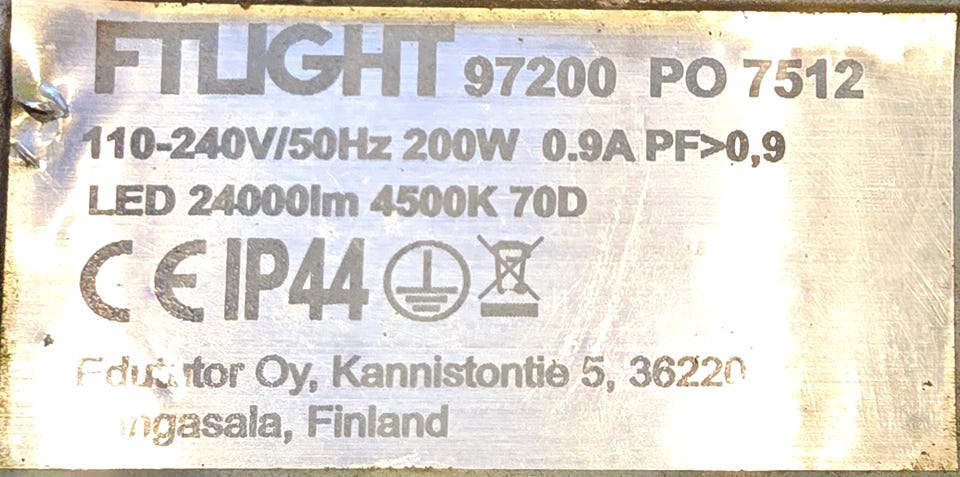 FTLIGHT 97200 PO 7512
110-240V/50Hz 200W 0.9A PF>0,9
LED 24000lm 4500K 70D
CE IP44
Oy, Kannistontie 5, 36220
Finland